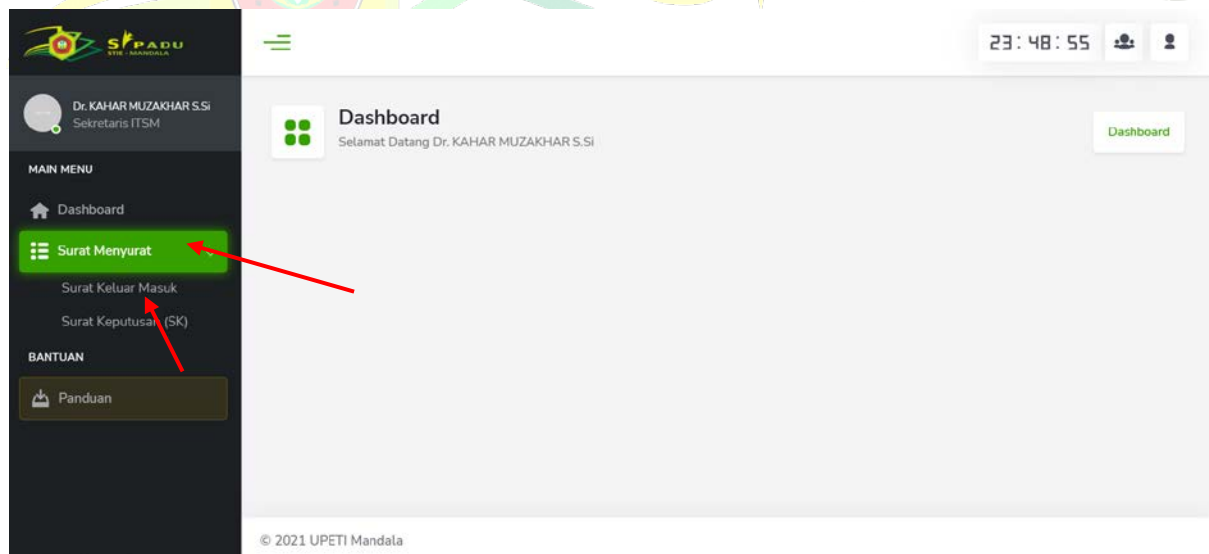 SIPADU
STIE - MANDALA
23:48:55
Dr. KAHAR MUZAKHAR S.Si
Sekretaris ITSM
Dashboard
Selamat Datang Dr. KAHAR MUZAKHAR S.Si
Dashboard
MAIN MENU
Dashboard
Surat Menyurat
Surat Keluar Masuk
Surat Keputusan (SK)
BANTUAN
Panduan
© 2021 UPETI Mandala